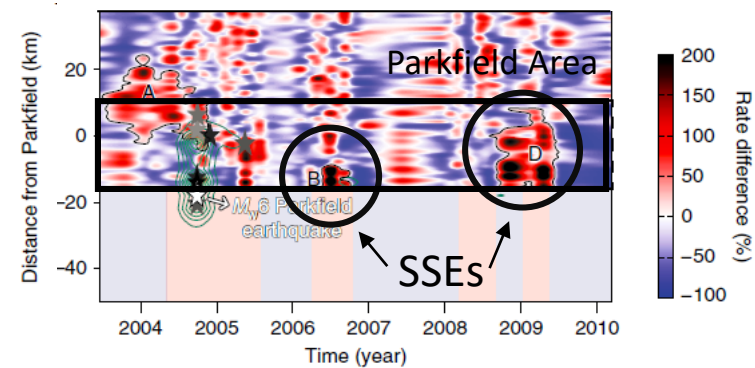 Parkfield Area
A
B
D
M_W6 Parkfield
earthquake
SSEs
Distance from Parkfield (km)
20
0
−20
−40
2004 2005 2006 2007 2008 2009 2010
Time (year)
200
150
100
50
0
−50
−100
Rate difference (%)